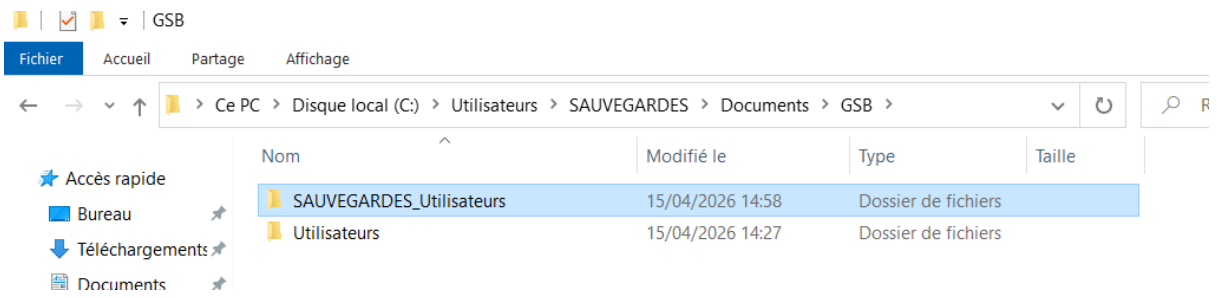 GSB
Fichier Accueil Partage Affichage
Ce PC > Disque local (C:) > Utilisateurs > SAUVEGARDES > Documents > GSB >
R
Nom Modifié le Type Taille
Accès rapide
SAUVEGARDES_Utilisateurs 15/04/2026 14:58 Dossier de fichiers
Bureau
Utilisateurs 15/04/2026 14:27 Dossier de fichiers
Téléchargements
Documents